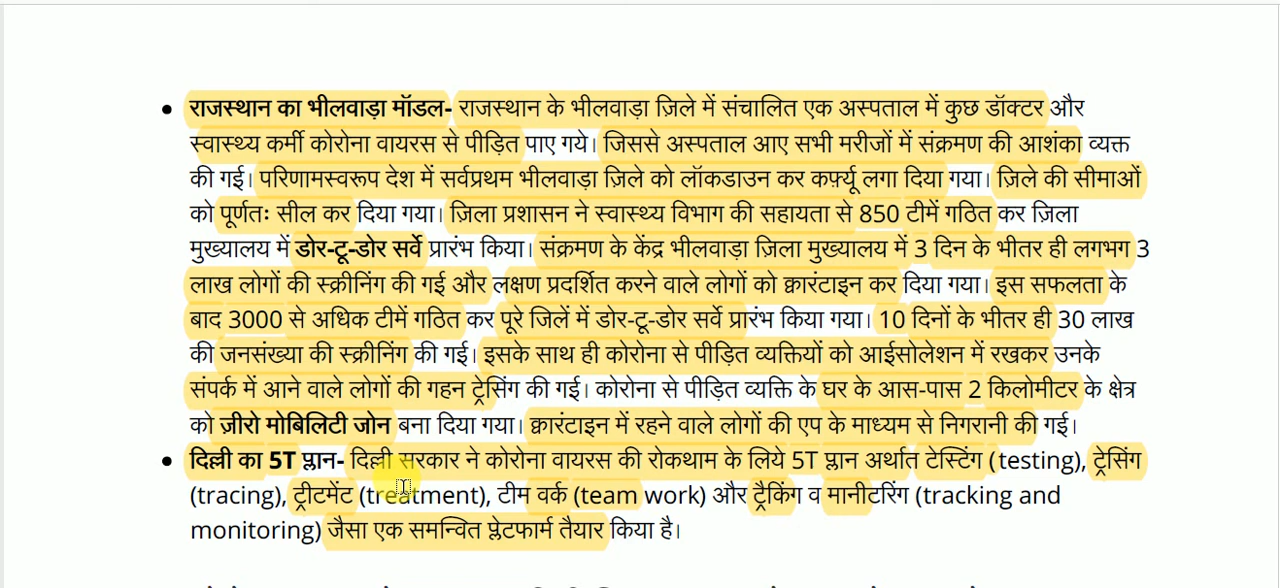 • राजस्थान का भीलवाड़ा मॉडल- राजस्थान के भीलवाड़ा ज़िले में संचालित एक अस्पताल में कुछ डॉक्टर और
स्वास्थ्य कर्मी कोरोना वायरस से पीड़ित पाए गये। जिससे अस्पताल आए सभी मरीजों में संक्रमण की आशंका व्यक्त
की गई। परिणामस्वरूप देश में सर्वप्रथम भीलवाड़ा ज़िले को लॉकडाउन कर कर्फ़्यू लगा दिया गया। ज़िले की सीमाओं
को पूर्णतः सील कर दिया गया। ज़िला प्रशासन ने स्वास्थ्य विभाग की सहायता से 850 टीमें गठित कर ज़िला
मुख्यालय में डोर-टू-डोर सर्वे प्रारंभ किया। संक्रमण के केंद्र भीलवाड़ा ज़िला मुख्यालय में 3 दिन के भीतर ही लगभग 3
लाख लोगों की स्क्रीनिंग की गई और लक्षण प्रदर्शित करने वाले लोगों को क्वारंटाइन कर दिया गया। इस सफलता के
बाद 3000 से अधिक टीमें गठित कर पूरे जिलें में डोर-टू-डोर सर्वे प्रारंभ किया गया। 10 दिनों के भीतर ही 30 लाख
की जनसंख्या की स्क्रीनिंग की गई। इसके साथ ही कोरोना से पीड़ित व्यक्तियों को आईसोलेशन में रखकर उनके
संपर्क में आने वाले लोगों की गहन ट्रेसिंग की गई। कोरोना से पीड़ित व्यक्ति के घर के आस-पास 2 किलोमीटर के क्षेत्र
को ज़ीरो मोबिलिटी जोन बना दिया गया। क्वारंटाइन में रहने वाले लोगों की एप के माध्यम से निगरानी की गई।
• दिल्ली का 5T प्लान- दिल्ली सरकार ने कोरोना वायरस की रोकथाम के लिये 5T प्लान अर्थात टेस्टिंग (testing), ट्रेसिंग
(tracing), ट्रीटमेंट (treatment), टीम वर्क (team work) और ट्रैकिंग व मानीटरिंग (tracking and
monitoring) जैसा एक समन्वित प्लेटफार्म तैयार किया है।